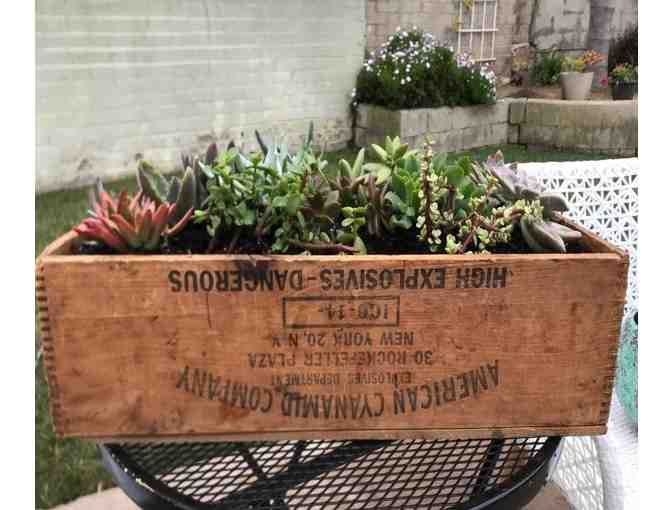 AMERICAN CYANAMID COMPANY
EXPLOSIVES DEPARTMENT
30 ROCKEFELLER PLAZA
NEW YORK 20, N.Y.
ICC-14-
HIGH EXPLOSIVES-DANGEROUS